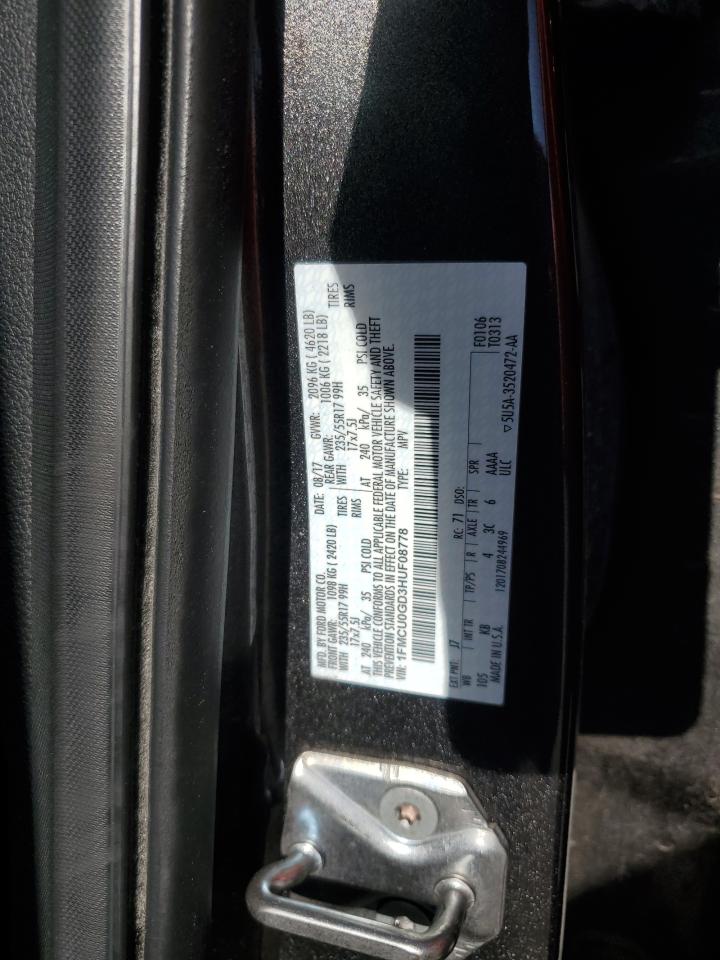 MFD. BY FORD MOTOR CO. DATE: 08/17 GVWR: 2096 KG ( 4620 LB)
FRONT GAWR: 1098 KG ( 2420 LB) REAR GAWR: 1006 KG ( 2218 LB)
WITH 235/55R17 99H TIRES WITH 235/55R17 99H TIRES
17x7.5J RIMS 17x7.5J RIMS
AT 240 kPa/ 35 PSI COLD AT 240 kPa/ 35 PSI COLD
THIS VEHICLE CONFORMS TO ALL APPLICABLE FEDERAL MOTOR VEHICLE SAFETY AND THEFT
PREVENTION STANDARDS IN EFFECT ON THE DATE OF MANUFACTURE SHOWN ABOVE.
VIN: 1FMCU0GD3HUF08778 TYPE: MPV
EXT PNT: J7 RC: 71 DSO: F0106
T0313
WB INT TR TP/PS R AXLE TR SPR
105 KB 4 3C 6 AAAA ▽5U5A-3520472-AA
MADE IN U.S.A. 1201708244969 ULC